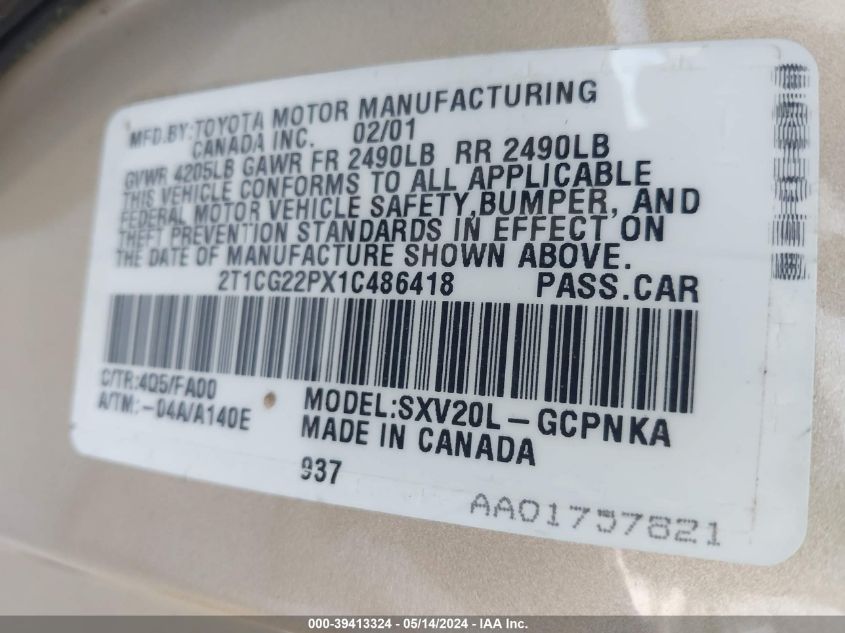 MFD.BY:TOYOTA MOTOR MANUFACTURING
CANADA INC. 02/01
GVWR 4205LB GAWR FR 2490LB RR 2490LB
THIS VEHICLE CONFORMS TO ALL APPLICABLE
FEDERAL MOTOR VEHICLE SAFETY,BUMPER, AND
THEFT PREVENTION STANDARDS IN EFFECT ON
THE DATE OF MANUFACTURE SHOWN ABOVE.
2T1CG22PX1C486418 PASS.CAR
C/TR:4Q5/FA00
A/TM:-04A/A140E
MODEL:SXV20L-GCPNKA
MADE IN CANADA
937
AA01757821
000-39413324 - 05/14/2024 - IAA Inc.